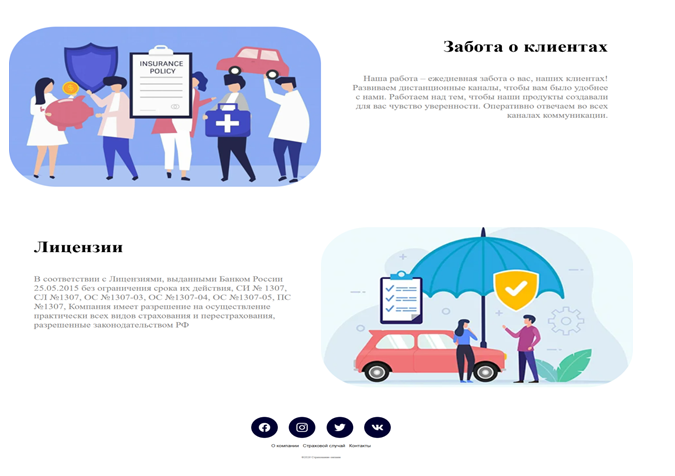 INSURANCE
POLICY
Забота о клиентах
Наша работа – ежедневная забота о вас, наших клиентах!
Развиваем дистанционные каналы, чтобы вам было удобнее
с нами. Работаем над тем, чтобы наши продукты создавали
для вас чувство уверенности. Оперативно отвечаем во всех
каналах коммуникации.
Лицензии
В соответствии с Лицензиями, выданными Банком России
25.05.2015 без ограничения срока их действия, СИ № 1307,
СЛ №1307, ОС №1307-03, ОС №1307-04, ОС №1307-05, ПС
№1307, Компания имеет разрешение на осуществление
практически всех видов страхования и перестрахования,
разрешенные законодательством РФ
О компании Страховой случай Контакты